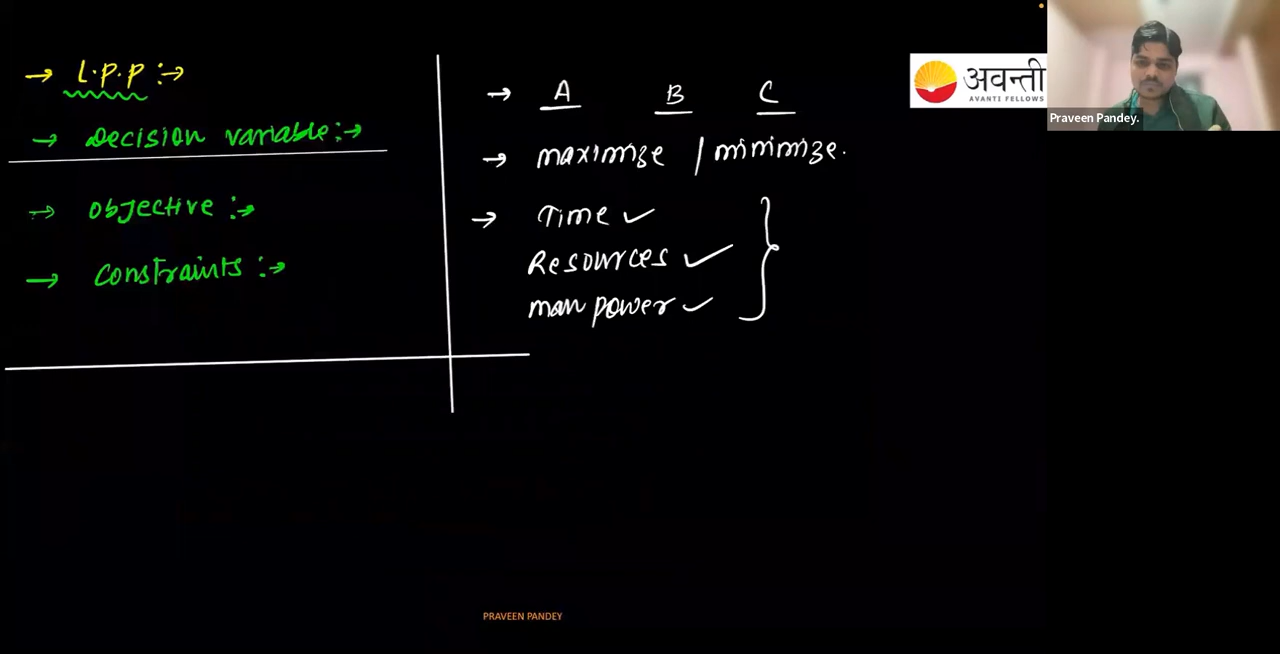 → L.P.P :→
→ Decision variable :→
→ Objective :→
→ Constraints :→
→ A B C
→ maximize / minimize.
→ Time ✓
Resources ✓
man power ✓
अवन्ती
AVANTI FELLOWS
Praveen Pandey.
PRAVEEN PANDEY